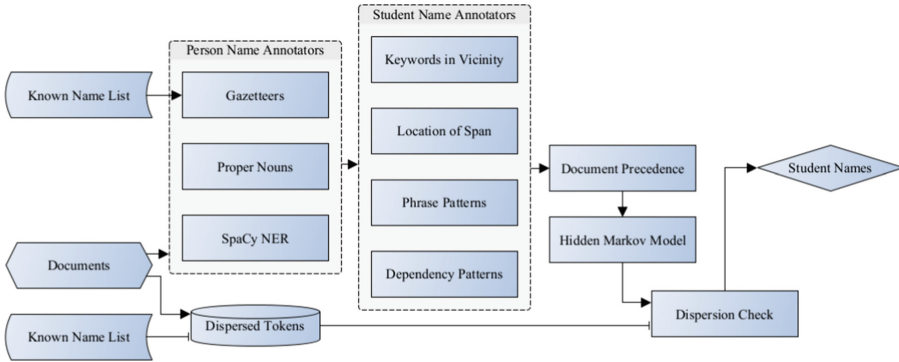 Student Name Annotators
Person Name Annotators
Keywords in Vicinity
Known Name List
Gazetteers
Location of Span
Proper Nouns
Document Precedence
Student Names
Phrase Patterns
SpaCy NER
Hidden Markov Model
Documents
Dependency Patterns
Dispersed Tokens
Dispersion Check
Known Name List